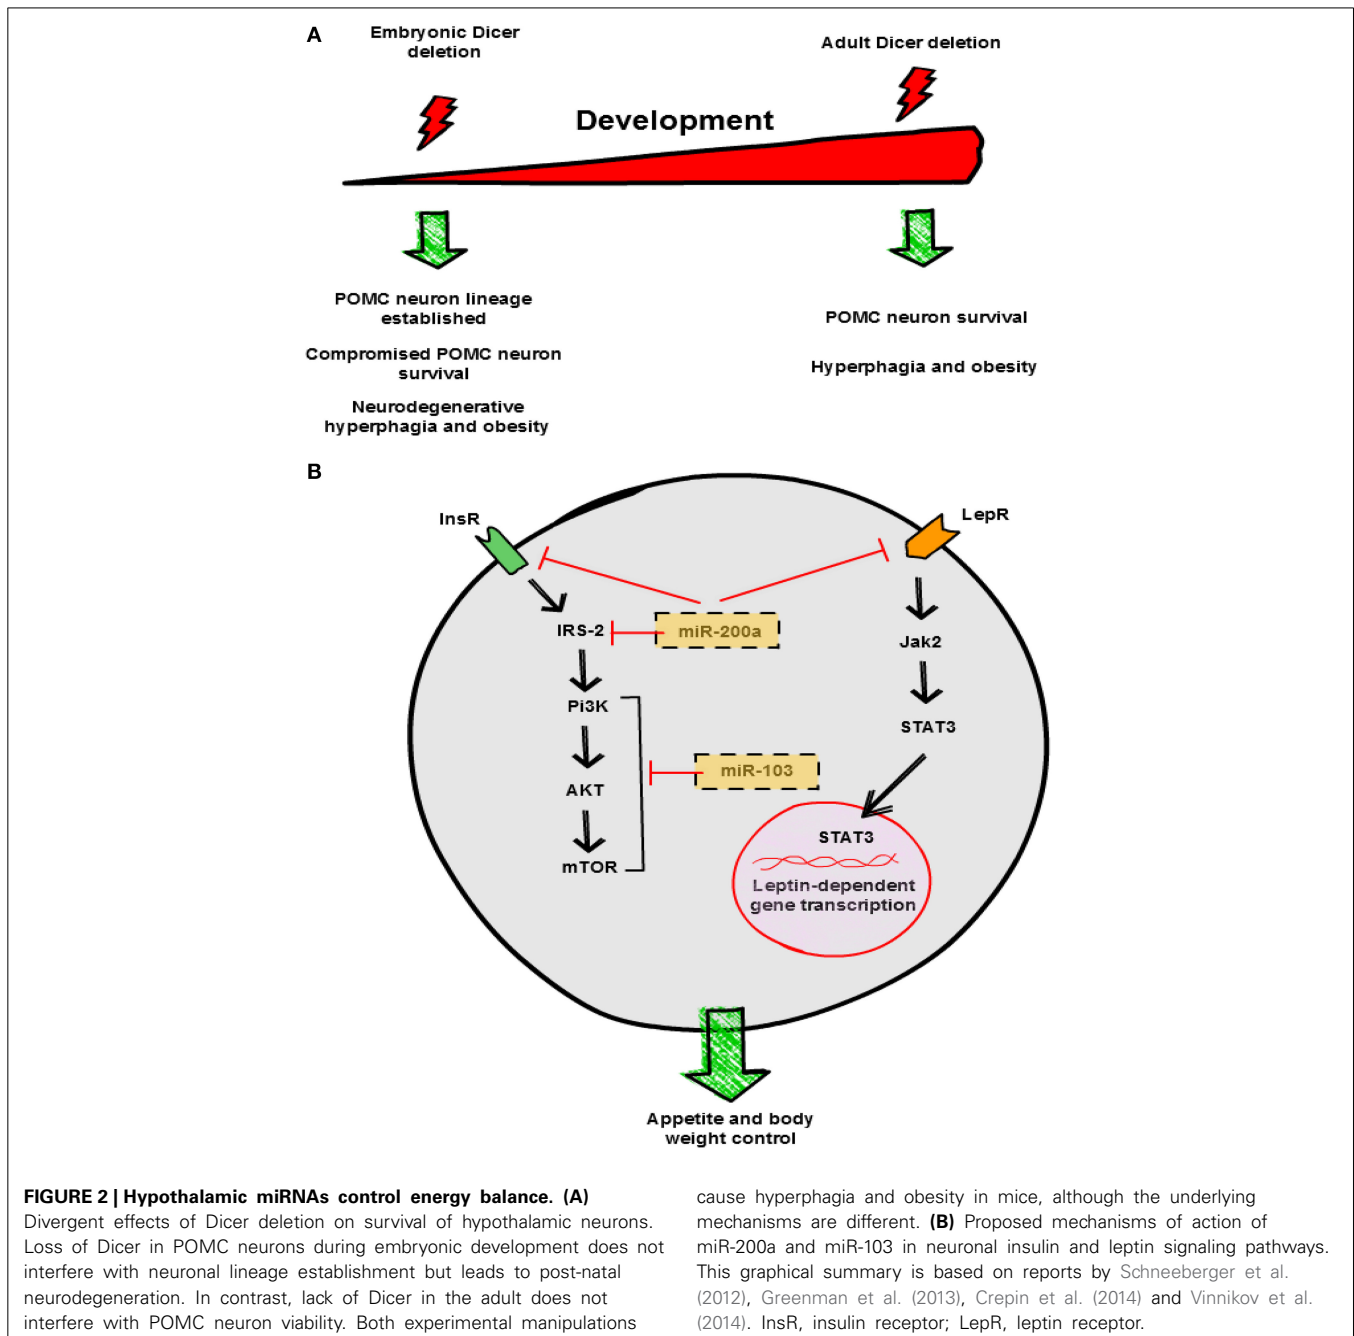 A
Embryonic Dicer
deletion
Adult Dicer deletion
Development
POMC neuron lineage
established
Compromised POMC neuron
survival
Neurodegenerative
hyperphagia and obesity
POMC neuron survival
Hyperphagia and obesity
B
InsR
LepR
IRS-2
miR-200a
Jak2
Pi3K
STAT3
miR-103
AKT
STAT3
mTOR
Leptin-dependent
gene transcription
Appetite and body
weight control
FIGURE 2 | Hypothalamic miRNAs control energy balance. (A)
Divergent effects of Dicer deletion on survival of hypothalamic neurons.
Loss of Dicer in POMC neurons during embryonic development does not
interfere with neuronal lineage establishment but leads to post-natal
neurodegeneration. In contrast, lack of Dicer in the adult does not
interfere with POMC neuron viability. Both experimental manipulations
cause hyperphagia and obesity in mice, although the underlying
mechanisms are different. (B) Proposed mechanisms of action of
miR-200a and miR-103 in neuronal insulin and leptin signaling pathways.
This graphical summary is based on reports by Schneeberger et al.
(2012), Greenman et al. (2013), Crepin et al. (2014) and Vinnikov et al.
(2014). InsR, insulin receptor; LepR, leptin receptor.